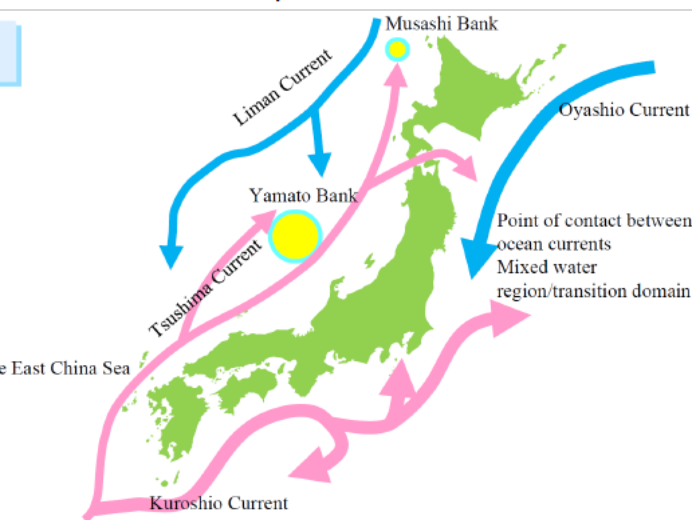 Musashi Bank
Liman Current
Oyashio Current
Yamato Bank
Point of contact between
ocean currents
Mixed water
region/transition domain
Tsushima Current
East China Sea
Kuroshio Current